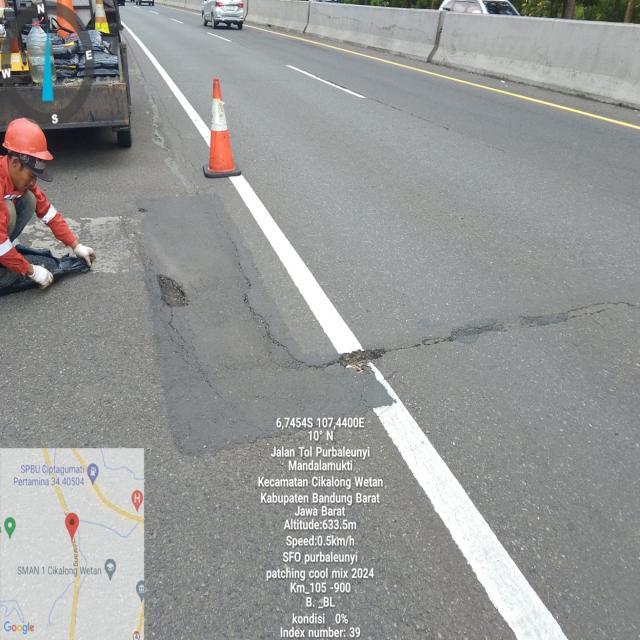 N
E
W
S
6,7454S 107,4400E
10° N
Jalan Tol Purbaleunyi
Mandalamukti
Kecamatan Cikalong Wetan
Kabupaten Bandung Barat
Jawa Barat
Altitude:633.5m
Speed:0.5km/h
SFO purbaleunyi
patching cool mix 2024
Km_105 -900
B. _BL
kondisi 0%
Index number: 39
SPBU Ciptagumati
Pertamina 34.40504
H
SMAN 1 Cikalong Wetan
Google